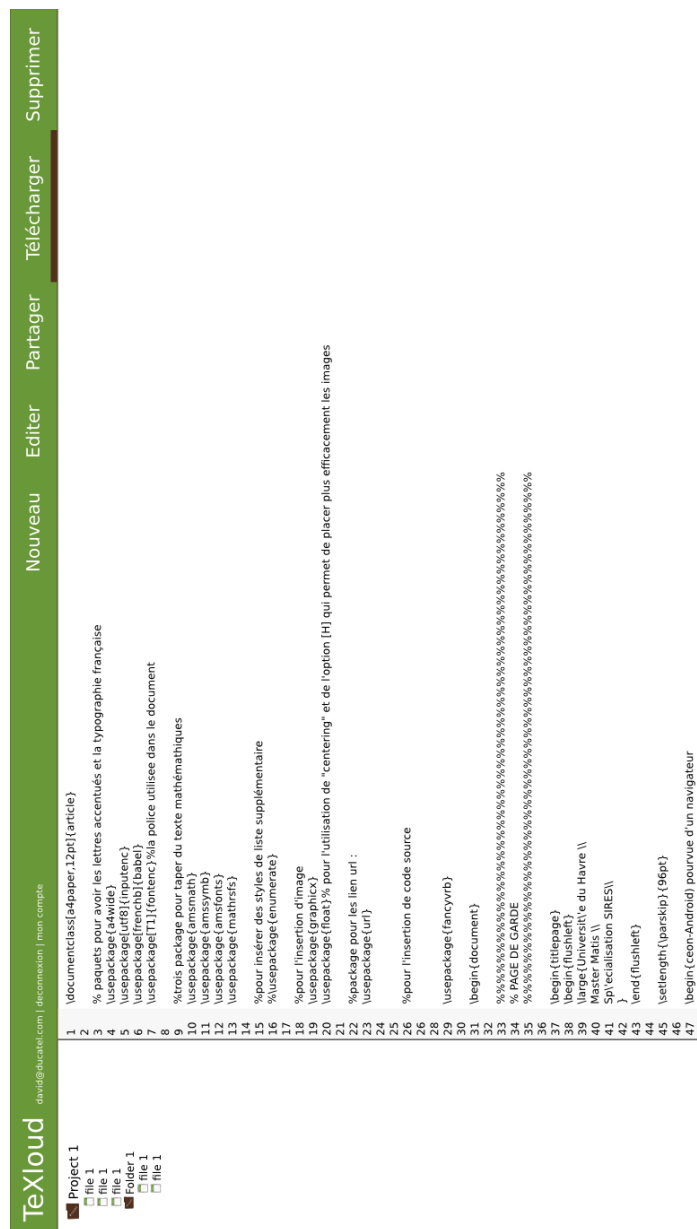 TeXloud david@ducatel.com | deconnexion | mon compte Nouveau Editer Partager Télécharger Supprimer
Project 1
file 1
file 1
file 1
Folder 1
file 1
file 1
1 \documentclass[a4paper,12pt]{article}
2
3 % paquets pour avoir les lettres accentués et la typographie française
4 \usepackage{a4wide}
5 \usepackage[utf8]{inputenc}
6 \usepackage[frenchb]{babel}
7 \usepackage[T1]{fontenc}%la police utilisee dans le document
8
9 %trois package pour taper du texte mathémathiques
10 \usepackage{amsmath}
11 \usepackage{amssymb}
12 \usepackage{amsfonts}
13 \usepackage{mathrsfs}
14
15 %pour insérer des styles de liste supplémentaire
16 %\usepackage{enumerate}
17
18 %pour l'insertion d'image
19 \usepackage{graphicx}
20 \usepackage{float}% pour l'utilisation de "centering" et de l'option [H] qui permet de placer plus efficacement les images
21
22 %package pour les lien url :
23 \usepackage{url}
24
25
26 %pour l'insertion de code source
26
28
29 \usepackage{fancyvrb}
30
31 \begin{document}
32
33 %%%%%%%%%%%%%%%%%%%%%%%%%%%%%%%%%%%%%%%%%%%%%%
34 % PAGE DE GARDE
35 %%%%%%%%%%%%%%%%%%%%%%%%%%%%%%%%%%%%%%%%%%%%%%
36
37 \begin{titlepage}
38 \begin{flushleft}
39 \large{Universit\'e du Havre \\
40 Master Matis \\
41 Sp\'ecialisation SIRES\\
42 }
43 \end{flushleft}
44
45 \setlength{\parskip}{96pt}
46
47 \begin{ceon-Android) pourvue d'un navigateur